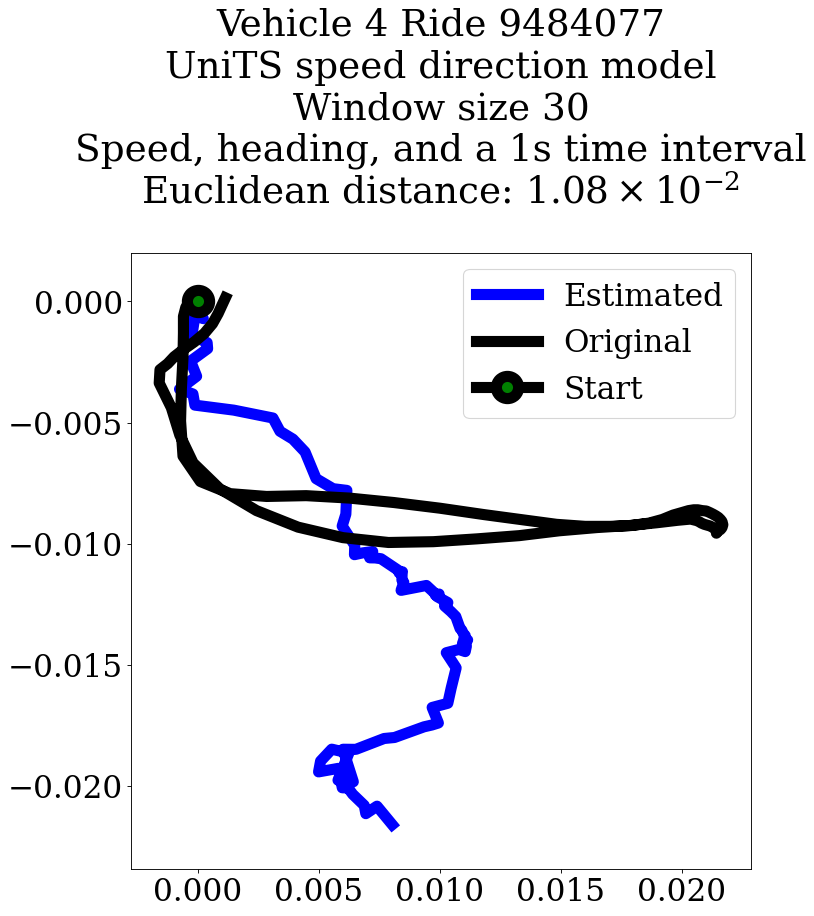 Vehicle 4 Ride 9484077
UniTS speed direction model
Window size 30
Speed, heading, and a 1s time interval
Euclidean distance: 1.08 × 10⁻²
Estimated
Original
Start
0.000
−0.005
−0.010
−0.015
−0.020
0.000 0.005 0.010 0.015 0.020